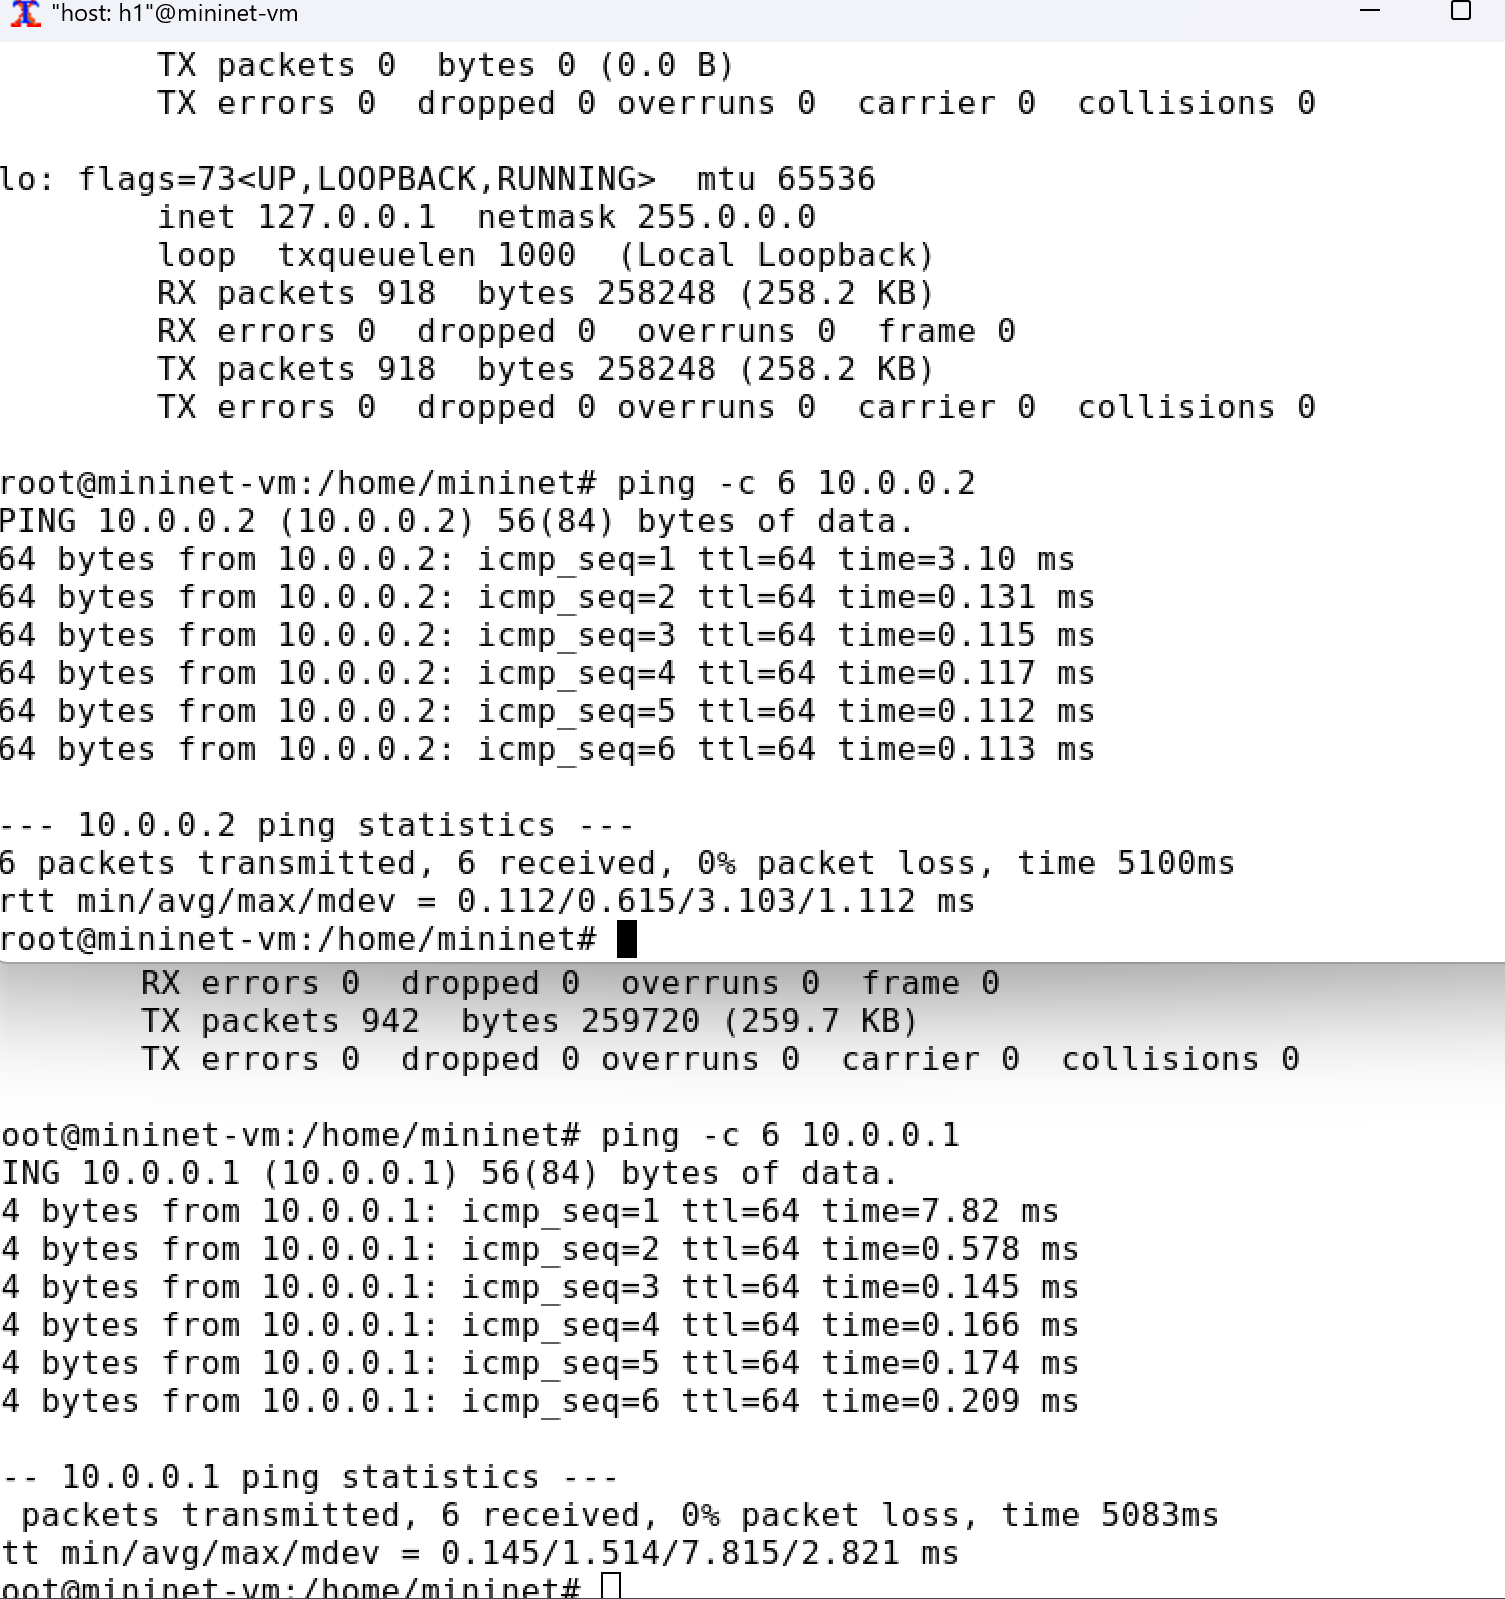 "host: h1"@mininet-vm
TX packets 0  bytes 0 (0.0 B)
TX errors 0  dropped 0 overruns 0  carrier 0  collisions 0
lo: flags=73<UP,LOOPBACK,RUNNING>  mtu 65536
inet 127.0.0.1  netmask 255.0.0.0
loop  txqueuelen 1000  (Local Loopback)
RX packets 918  bytes 258248 (258.2 KB)
RX errors 0  dropped 0  overruns 0  frame 0
TX packets 918  bytes 258248 (258.2 KB)
TX errors 0  dropped 0 overruns 0  carrier 0  collisions 0
root@mininet-vm:/home/mininet# ping -c 6 10.0.0.2
PING 10.0.0.2 (10.0.0.2) 56(84) bytes of data.
64 bytes from 10.0.0.2: icmp_seq=1 ttl=64 time=3.10 ms
64 bytes from 10.0.0.2: icmp_seq=2 ttl=64 time=0.131 ms
64 bytes from 10.0.0.2: icmp_seq=3 ttl=64 time=0.115 ms
64 bytes from 10.0.0.2: icmp_seq=4 ttl=64 time=0.117 ms
64 bytes from 10.0.0.2: icmp_seq=5 ttl=64 time=0.112 ms
64 bytes from 10.0.0.2: icmp_seq=6 ttl=64 time=0.113 ms
--- 10.0.0.2 ping statistics ---
6 packets transmitted, 6 received, 0% packet loss, time 5100ms
rtt min/avg/max/mdev = 0.112/0.615/3.103/1.112 ms
root@mininet-vm:/home/mininet#
RX errors 0  dropped 0  overruns 0  frame 0
TX packets 942  bytes 259720 (259.7 KB)
TX errors 0  dropped 0 overruns 0  carrier 0  collisions 0
oot@mininet-vm:/home/mininet# ping -c 6 10.0.0.1
ING 10.0.0.1 (10.0.0.1) 56(84) bytes of data.
4 bytes from 10.0.0.1: icmp_seq=1 ttl=64 time=7.82 ms
4 bytes from 10.0.0.1: icmp_seq=2 ttl=64 time=0.578 ms
4 bytes from 10.0.0.1: icmp_seq=3 ttl=64 time=0.145 ms
4 bytes from 10.0.0.1: icmp_seq=4 ttl=64 time=0.166 ms
4 bytes from 10.0.0.1: icmp_seq=5 ttl=64 time=0.174 ms
4 bytes from 10.0.0.1: icmp_seq=6 ttl=64 time=0.209 ms
-- 10.0.0.1 ping statistics ---
packets transmitted, 6 received, 0% packet loss, time 5083ms
tt min/avg/max/mdev = 0.145/1.514/7.815/2.821 ms
oot@mininet-vm:/home/mininet#